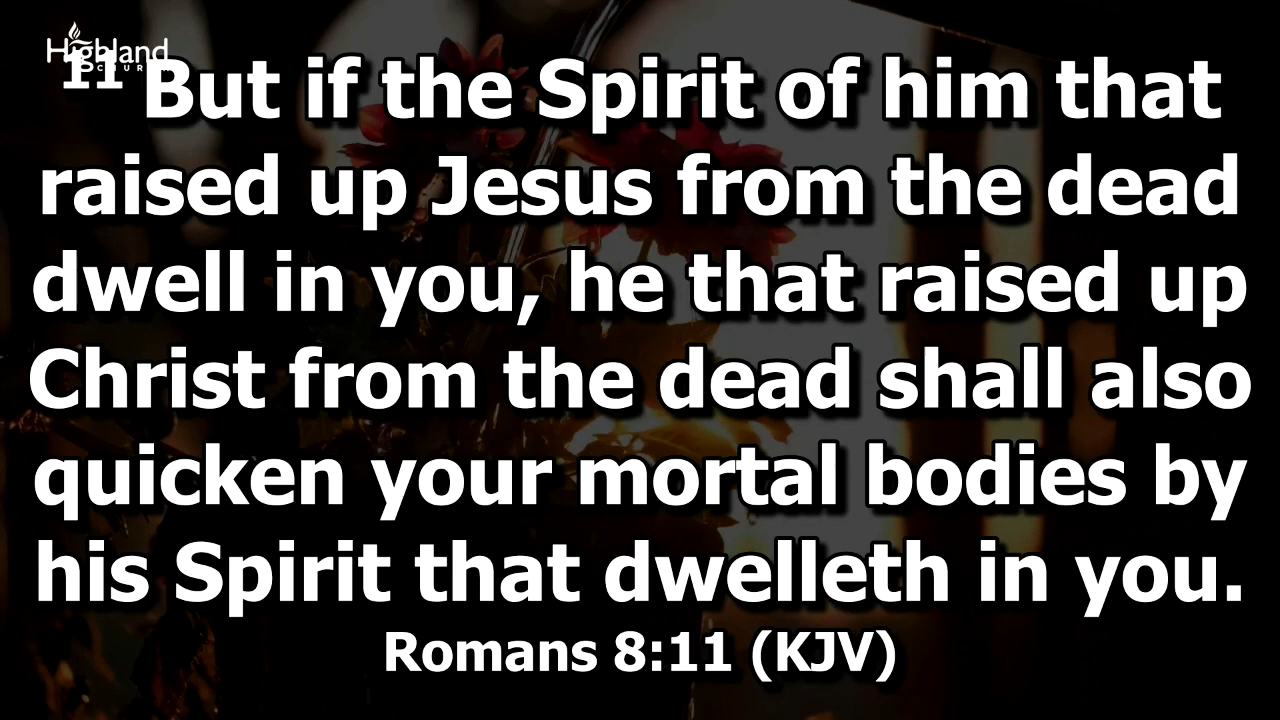 Highland
CHURCH
11 But if the Spirit of him that
raised up Jesus from the dead
dwell in you, he that raised up
Christ from the dead shall also
quicken your mortal bodies by
his Spirit that dwelleth in you.
Romans 8:11 (KJV)